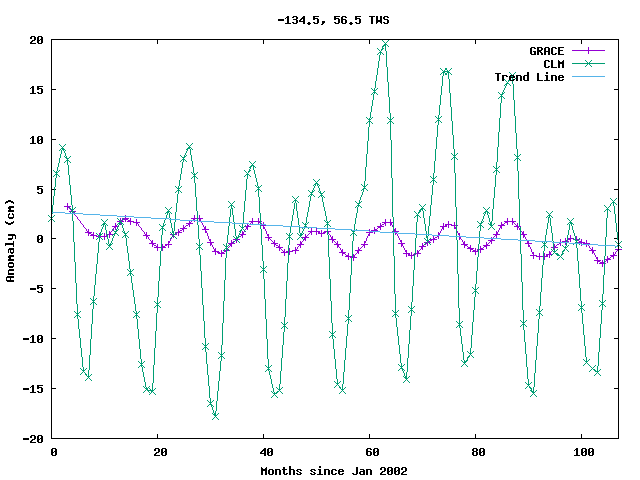 -134.5, 56.5 TWS
20
15
10
5
0
-5
-10
-15
-20
Anomaly (cm)
GRACE
CLM
Trend Line
0 20 40 60 80 100
Months since Jan 2002